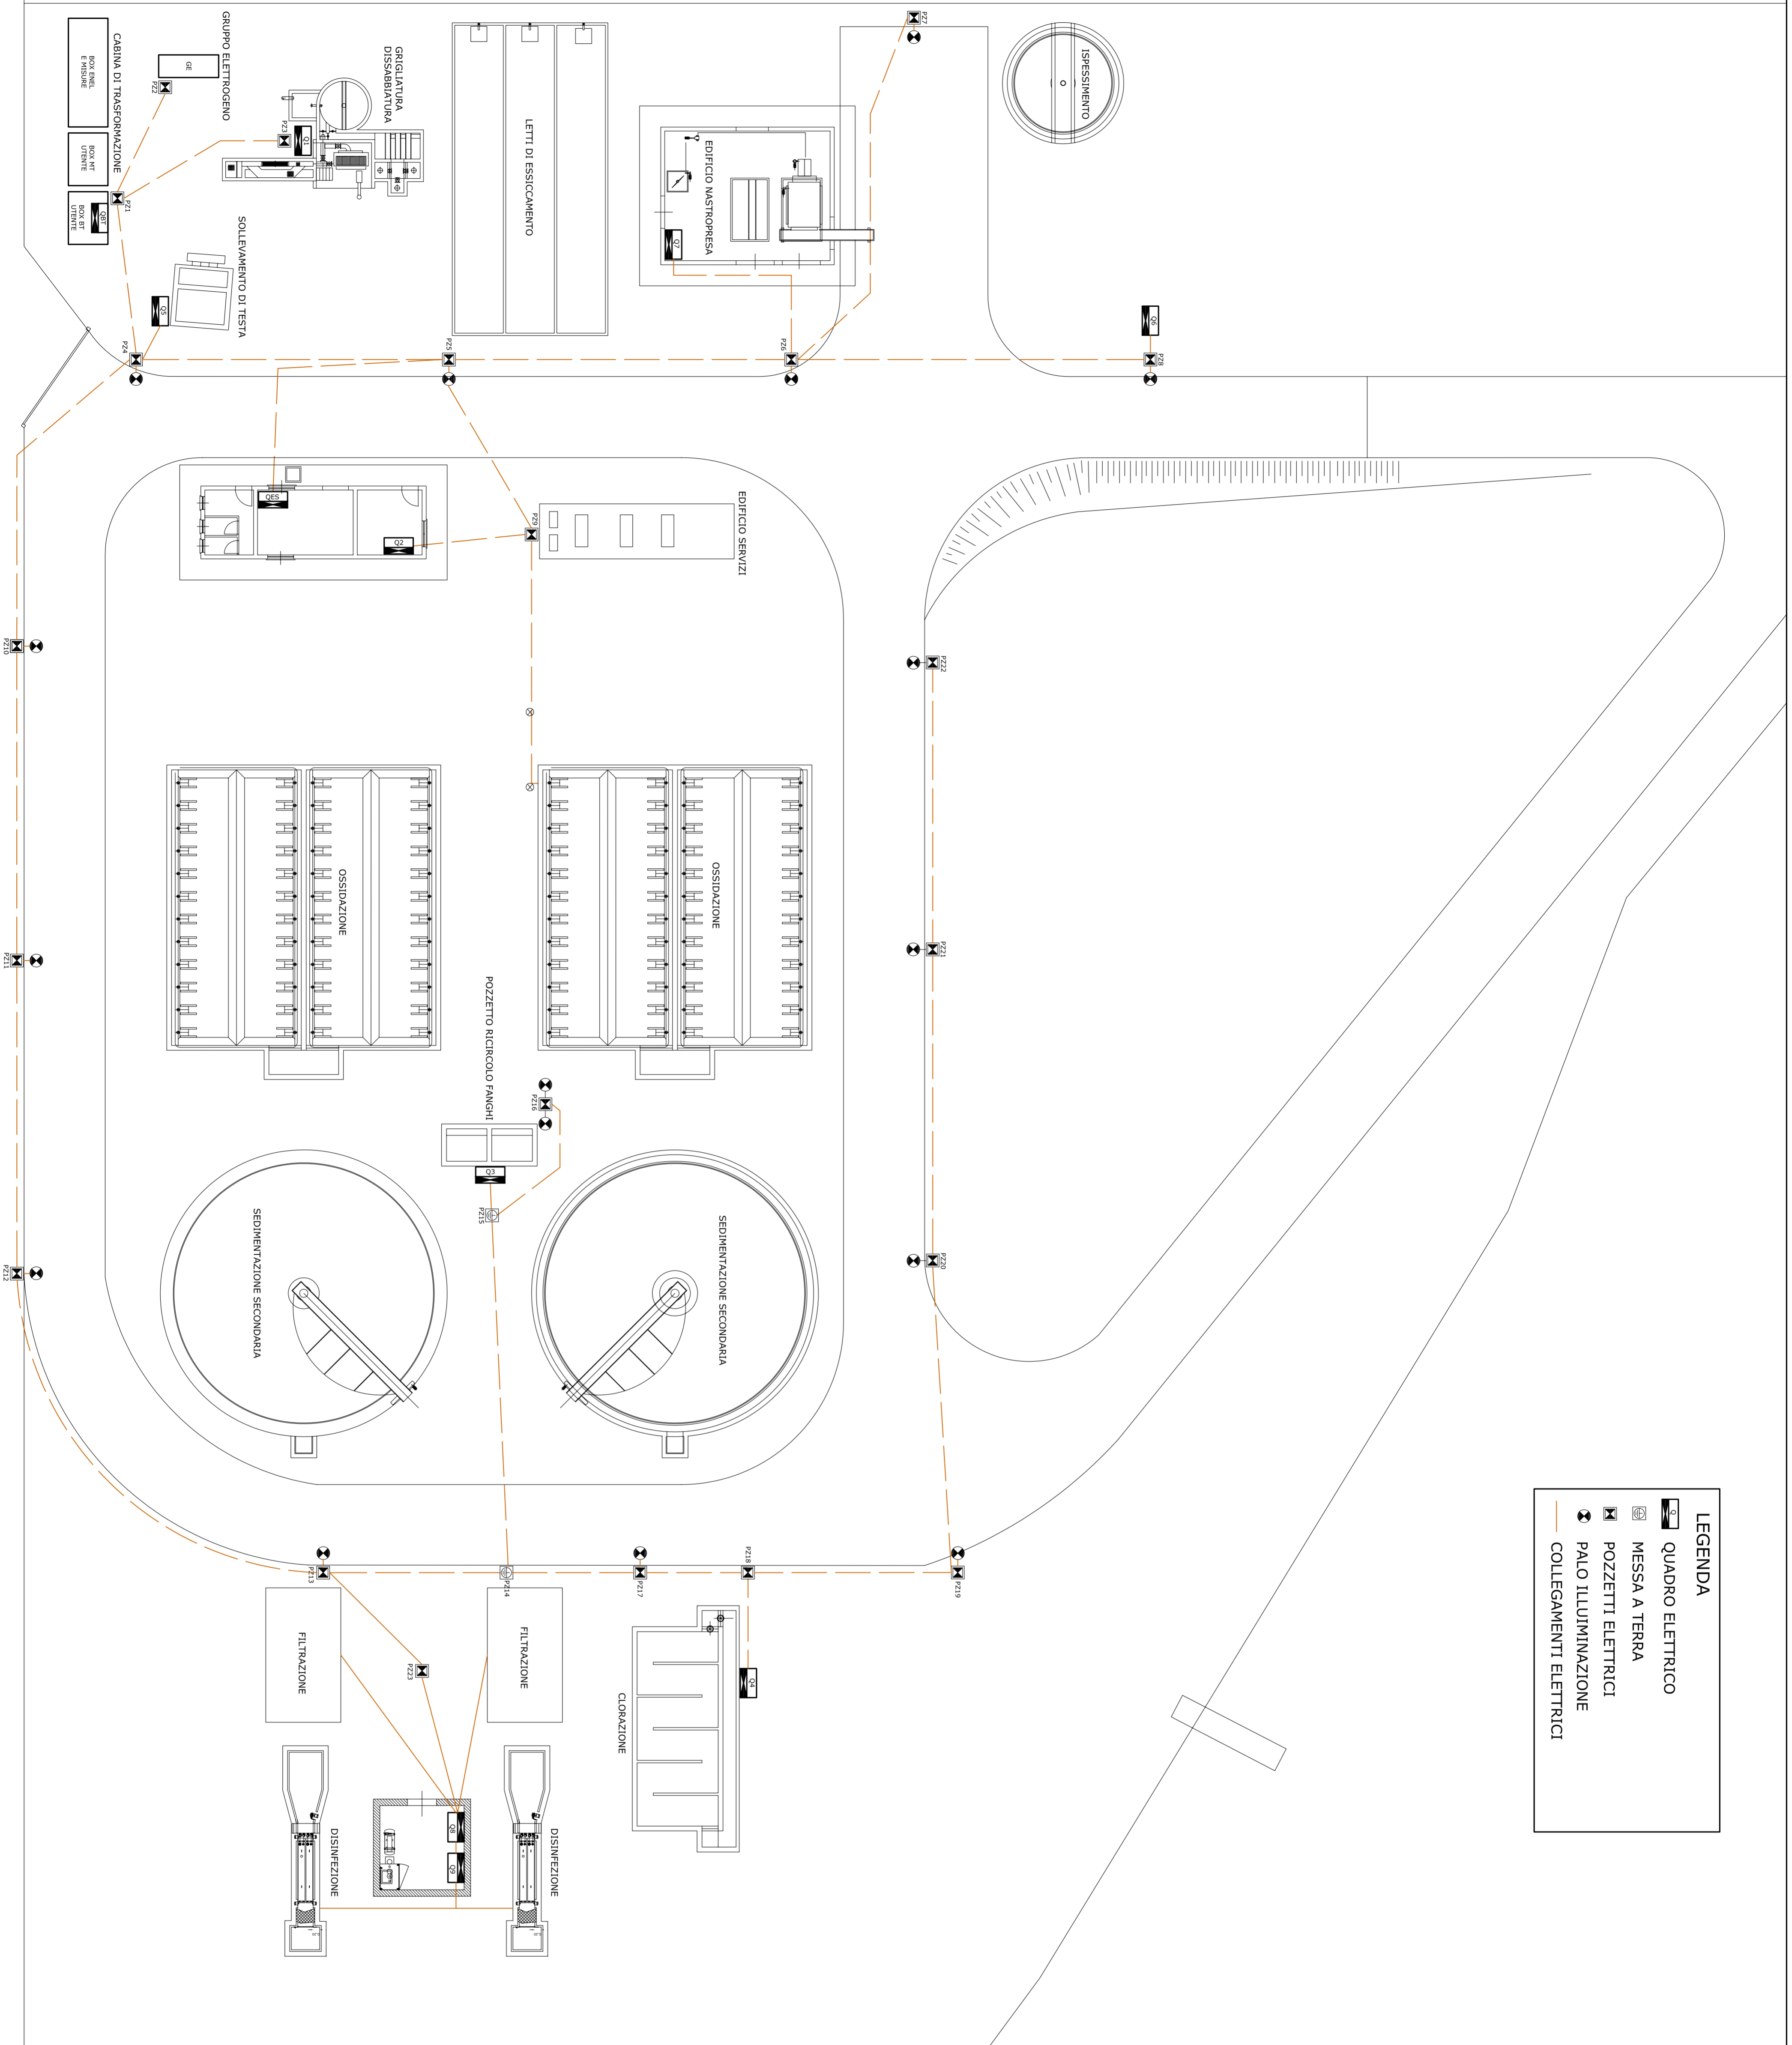 LEGENDA
Q
QUADRO ELETTRICO
MESSA A TERRA
POZZETTI ELETTRICI
PALO ILLUIMINAZIONE
COLLEGAMENTI ELETTRICI
ISPESSIMENTO
PZ7
Q6
PZ8
EDIFICIO NASTROPRESA
Q7
PZ6
LETTI DI ESSICCAMENTO
PZ5
GRIGLIATURA
DISSABBIATURA
Q1
PZ3
SOLLEVAMENTO DI TESTA
GRUPPO ELETTROGENO
GE
PZ2
Q5
PZ4
CABINA DI TRASFORMAZIONE
PZ1
BOX ENEL
E MISURE
BOX MT
UTENTE
QBT
BOX BT
UTENTE
EDIFICIO SERVIZI
PZ9
Q2
QES
PZ22
PZ21
PZ20
PZ10
PZ11
PZ12
OSSIDAZIONE
OSSIDAZIONE
POZZETTO RICIRCOLO FANGHI
PZ16
Q3
PZ15
SEDIMENTAZIONE SECONDARIA
SEDIMENTAZIONE SECONDARIA
PZ19
PZ18
PZ17
PZ14
PZ13
Q4
CLORAZIONE
FILTRAZIONE
PZ23
FILTRAZIONE
DISINFEZIONE
Q8
Q9
DISINFEZIONE